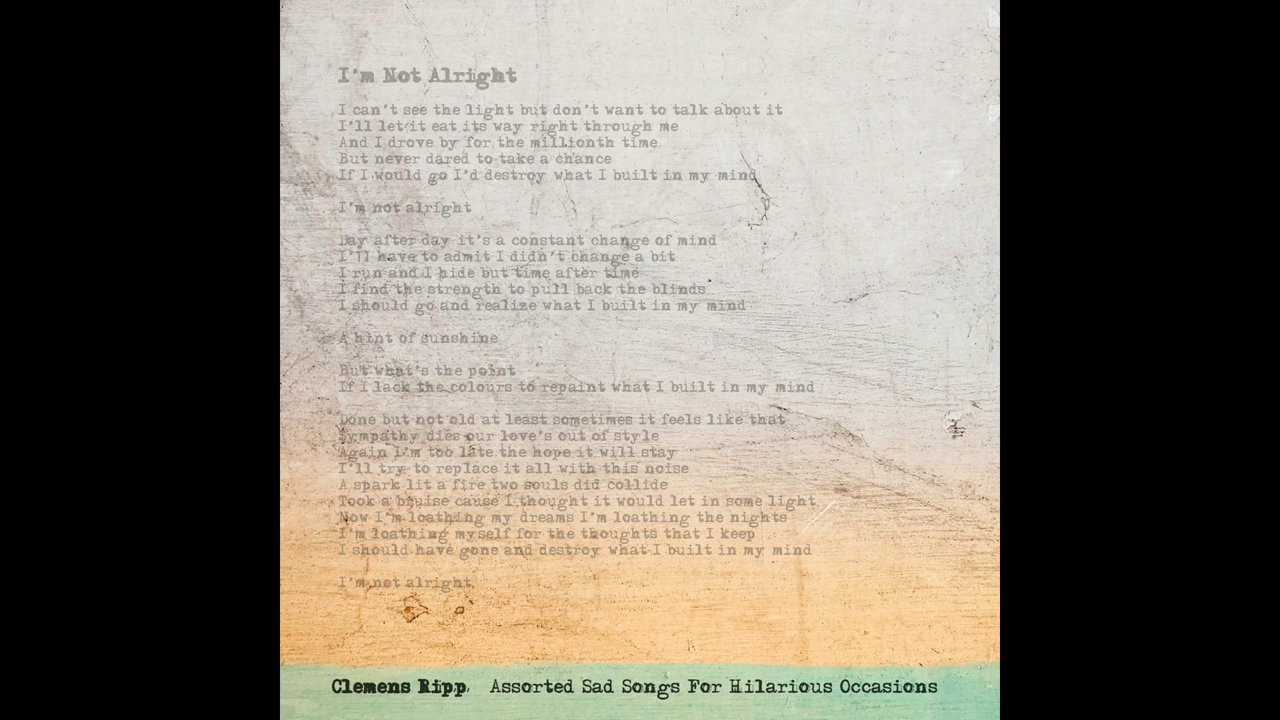 I'm Not Alright
I can't see the light but don't want to talk about it
I'll let it eat its way right through me
And I drove by for the millionth time
But never dared to take a chance
If I would go I'd destroy what I built in my mind
I'm not alright
Day after day it's a constant change of mind
I'll have to admit I didn't change a bit
I run and I hide but time after time
I find the strength to pull back the blinds
I should go and realize what I built in my mind
A hint of sunshine
But what's the point
If I lack the colours to repaint what I built in my mind
Done but not old at least sometimes it feels like that
Sympathy dies our love's out of style
Again I'm too late the hope it will stay
I'll try to replace it all with this noise
A spark lit a fire two souls did collide
Took a bruise cause I thought it would let in some light
Now I'm loathing my dreams I'm loathing the nights
I'm loathing myself for the thoughts that I keep
I should have gone and destroy what I built in my mind
I'm not alright
Clemens Ripp Assorted Sad Songs For Hilarious Occasions